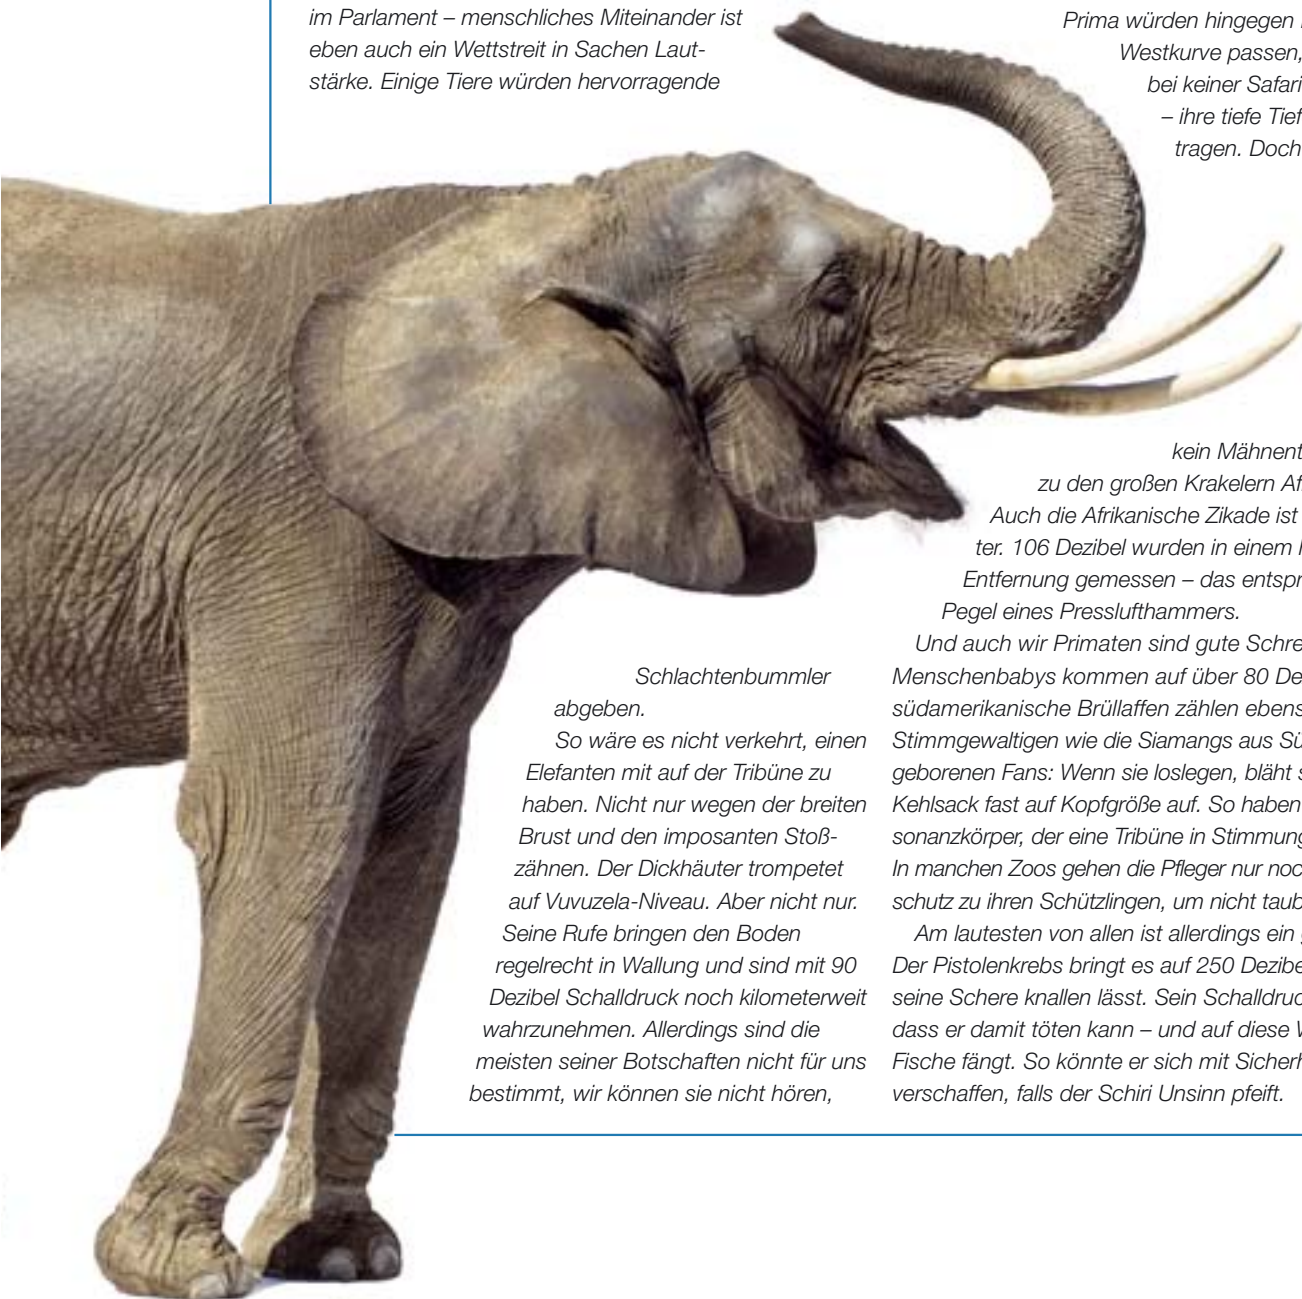 im Parlament – menschliches Miteinander ist
eben auch ein Wettstreit in Sachen Laut-
stärke. Einige Tiere würden hervorragende
Schlachtenbummler
abgeben.
So wäre es nicht verkehrt, einen
Elefanten mit auf der Tribüne zu
haben. Nicht nur wegen der breiten
Brust und den imposanten Stoß-
zähnen. Der Dickhäuter trompetet
auf Vuvuzela-Niveau. Aber nicht nur.
Seine Rufe bringen den Boden
regelrecht in Wallung und sind mit 90
Dezibel Schalldruck noch kilometerweit
wahrzunehmen. Allerdings sind die
meisten seiner Botschaften nicht für uns
bestimmt, wir können sie nicht hören,
Prima würden hingegen
Westkurve passen,
bei keiner Safari
– ihre tiefe Tief
tragen. Doch
kein Mähnent
zu den großen Krakelern Af
Auch die Afrikanische Zikade ist
ter. 106 Dezibel wurden in einem
Entfernung gemessen – das entspr
Pegel eines Presslufthammers.
Und auch wir Primaten sind gute Schre
Menschenbabys kommen auf über 80 De
südamerikanische Brüllaffen zählen ebens
Stimmgewaltigen wie die Siamangs aus Sü
geborenen Fans: Wenn sie loslegen, bläht s
Kehlsack fast auf Kopfgröße auf. So haben
sonanzkörper, der eine Tribüne in Stimmung
In manchen Zoos gehen die Pfleger nur noc
schutz zu ihren Schützlingen, um nicht taub
Am lautesten von allen ist allerdings ein
Der Pistolenkrebs bringt es auf 250 Dezibe
seine Schere knallen lässt. Sein Schalldruc
dass er damit töten kann – und auf diese
Fische fängt. So könnte er sich mit Sicherh
verschaffen, falls der Schiri Unsinn pfeift.